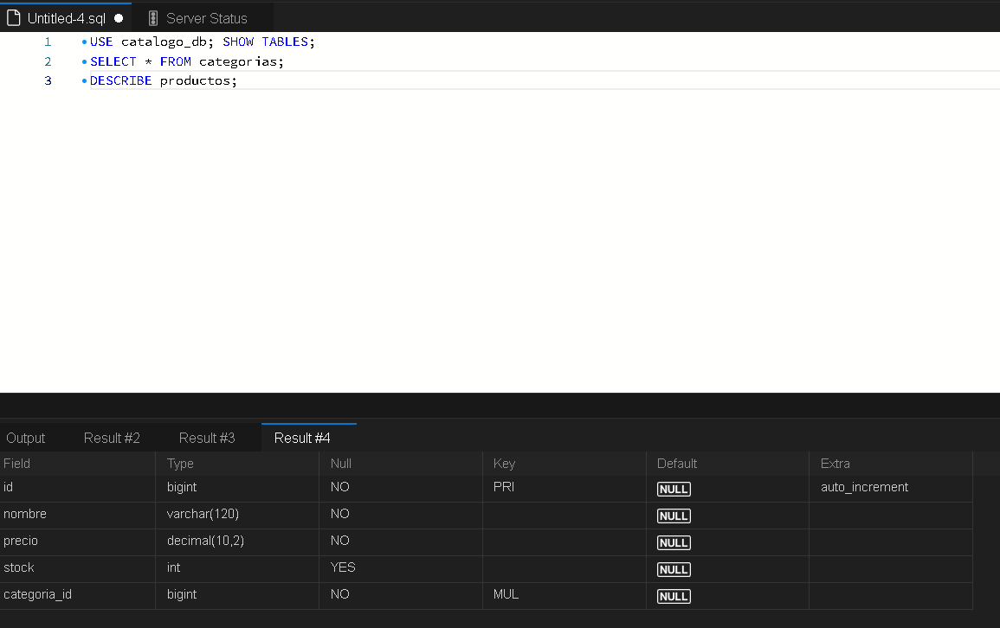 Untitled-4.sql Server Status
1 USE catalogo_db; SHOW TABLES;
2 SELECT * FROM categorias;
3 DESCRIBE productos;
Output Result #2 Result #3 Result #4
Field Type Null Key Default Extra
id bigint NO PRI NULL auto_increment
nombre varchar(120) NO NULL
precio decimal(10,2) NO NULL
stock int YES NULL
categoria_id bigint NO MUL NULL